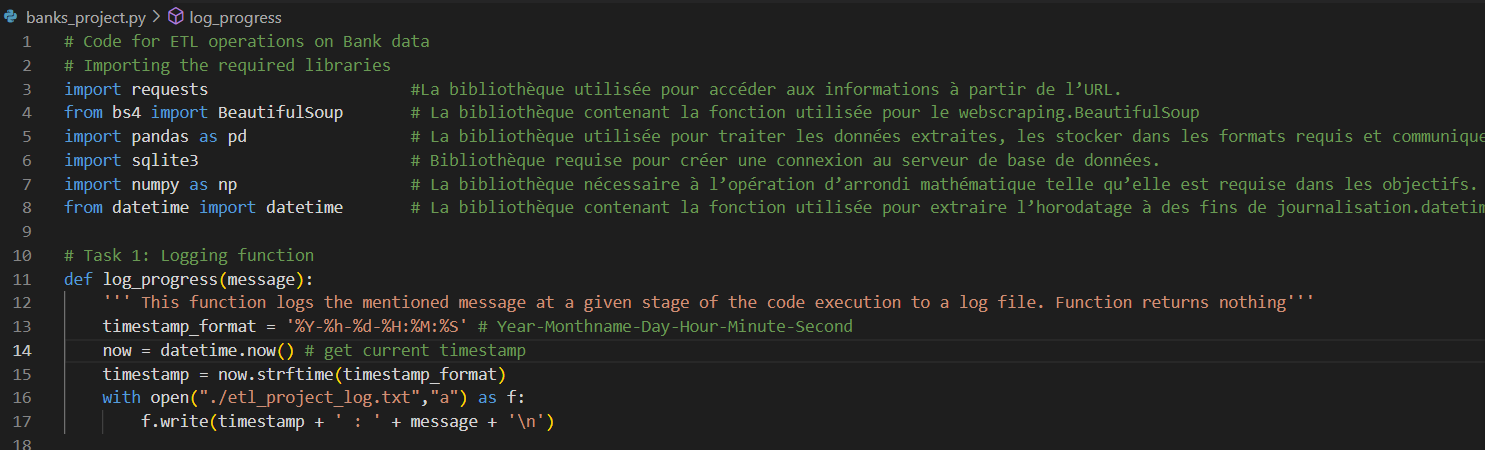 banks_project.py > log_progress
1 # Code for ETL operations on Bank data
2 # Importing the required libraries
3 import requests #La bibliothèque utilisée pour accéder aux informations à partir de l’URL.
4 from bs4 import BeautifulSoup # La bibliothèque contenant la fonction utilisée pour le webscraping.BeautifulSoup
5 import pandas as pd # La bibliothèque utilisée pour traiter les données extraites, les stocker dans les formats requis et communique
6 import sqlite3 # Bibliothèque requise pour créer une connexion au serveur de base de données.
7 import numpy as np # La bibliothèque nécessaire à l’opération d’arrondi mathématique telle qu’elle est requise dans les objectifs.
8 from datetime import datetime # La bibliothèque contenant la fonction utilisée pour extraire l’horodatage à des fins de journalisation.datetim
9
10 # Task 1: Logging function
11 def log_progress(message):
12 ''' This function logs the mentioned message at a given stage of the code execution to a log file. Function returns nothing'''
13 timestamp_format = '%Y-%h-%d-%H:%M:%S' # Year-Monthname-Day-Hour-Minute-Second
14 now = datetime.now() # get current timestamp
15 timestamp = now.strftime(timestamp_format)
16 with open("./etl_project_log.txt","a") as f:
17 f.write(timestamp + ' : ' + message + '\n')
18